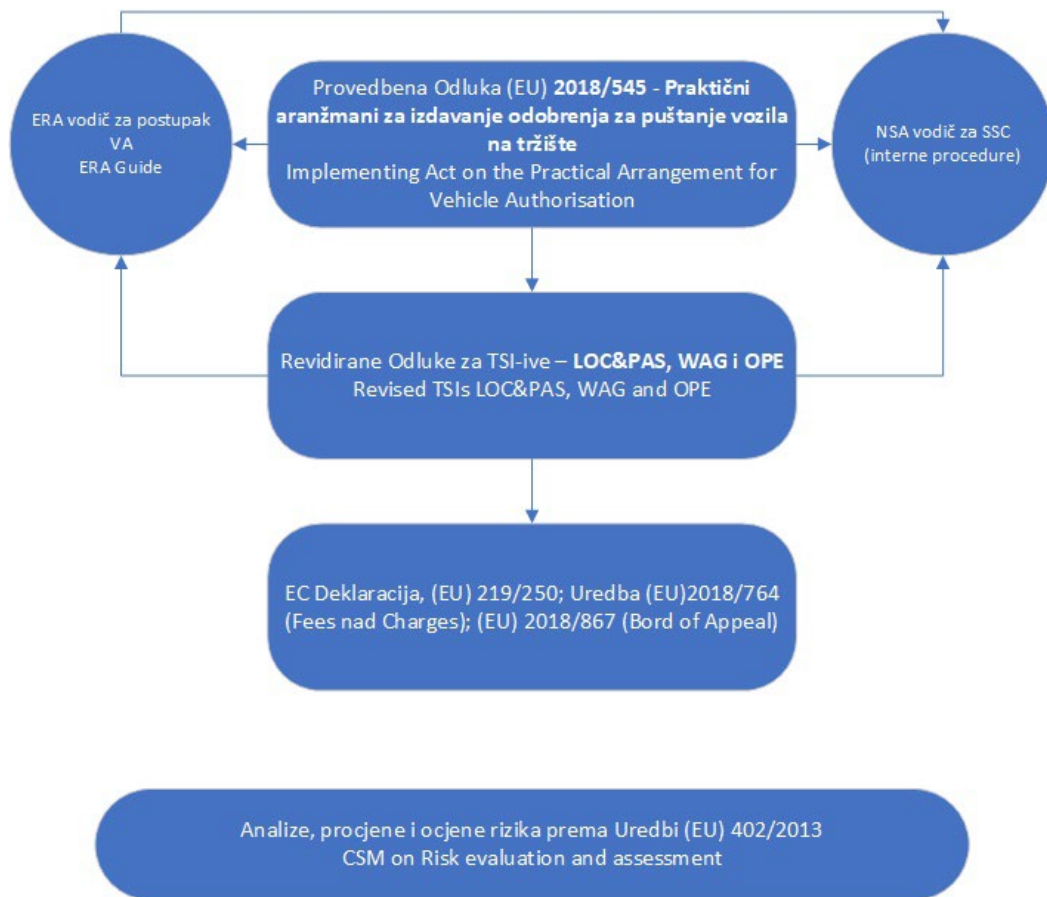 ERA vodič za postupak
VA
ERA Guide
Provedbena Odluka (EU) 2018/545 - Praktični
aranžmani za izdavanje odobrenja za puštanje vozila
na tržište
Implementing Act on the Practical Arrangement for
Vehicle Authorisation
NSA vodič za SSC
(interne procedure)
Revidirane Odluke za TSI-ive – LOC&PAS, WAG i OPE
Revised TSIs LOC&PAS, WAG and OPE
EC Deklaracija, (EU) 219/250; Uredba (EU)2018/764
(Fees nad Charges); (EU) 2018/867 (Bord of Appeal)
Analize, procjene i ocjene rizika prema Uredbi (EU) 402/2013
CSM on Risk evaluation and assessment